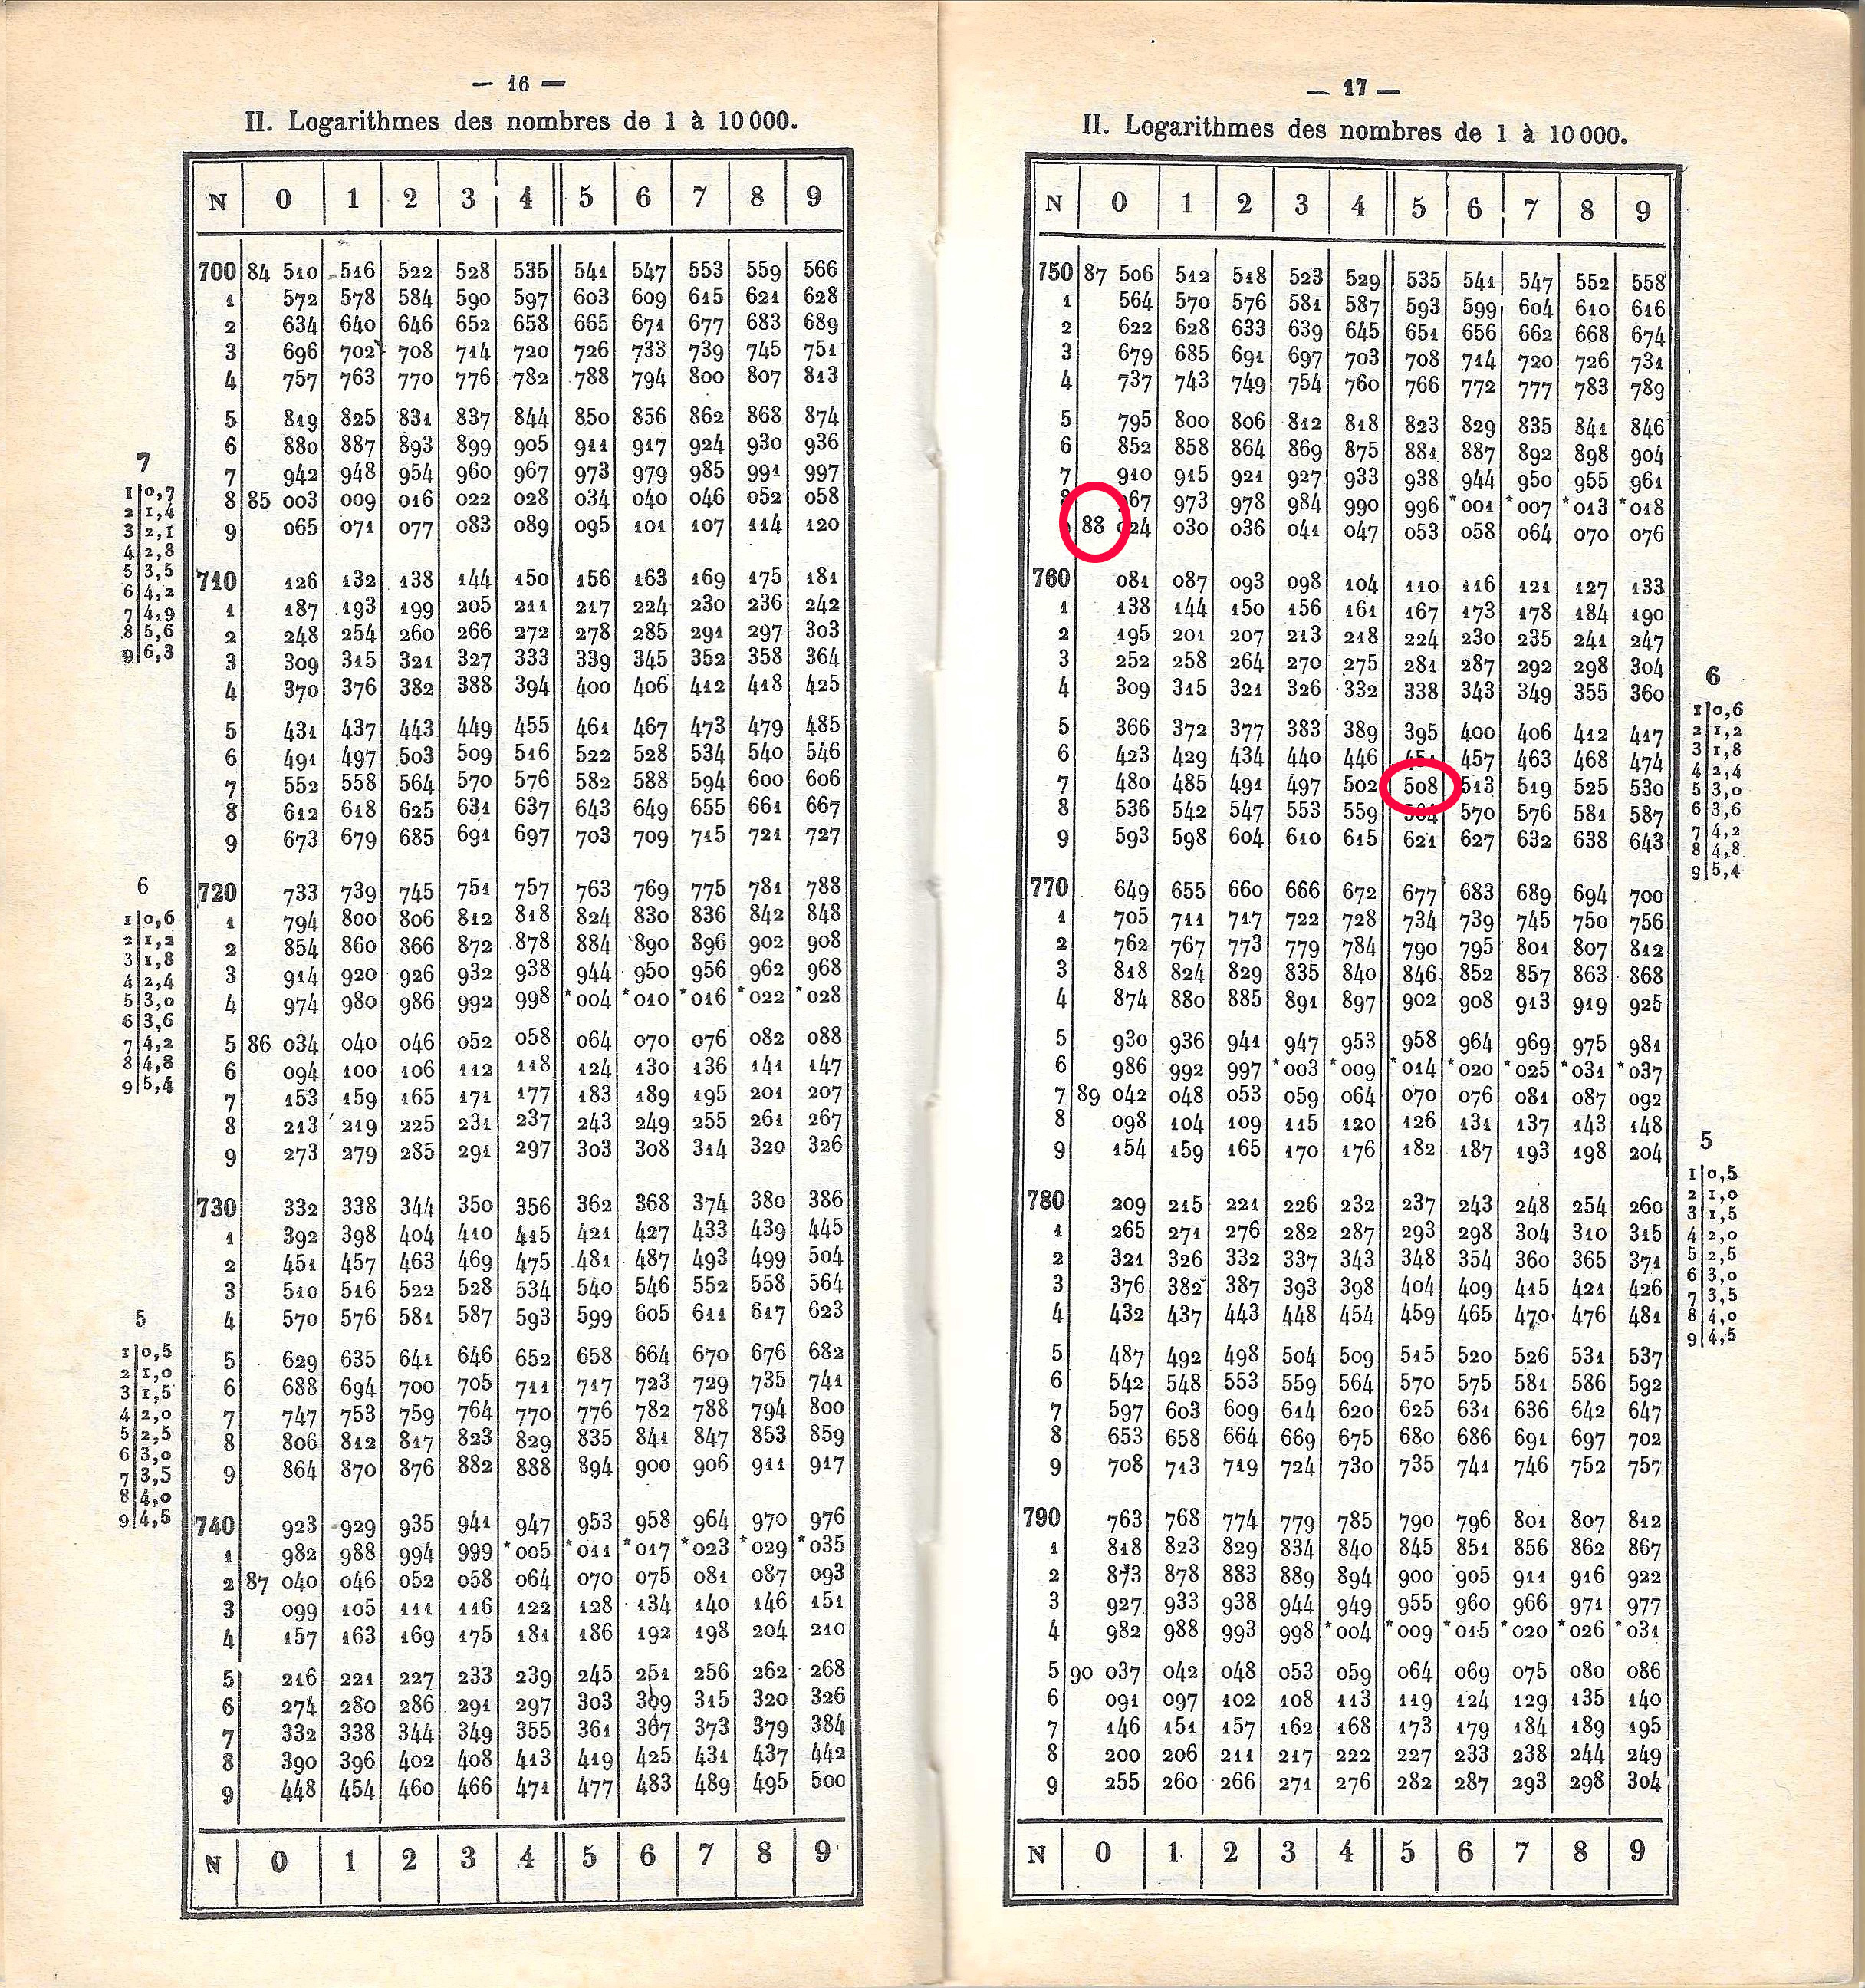 — 16 —
II. Logarithmes des nombres de 1 à 10 000.
N 0 1 2 3 4 5 6 7 8 9
700 84 510 516 522 528 535 541 547 553 559 566
1 572 578 584 590 597 603 609 615 621 628
2 634 640 646 652 658 665 671 677 683 689
3 696 702 708 714 720 726 733 739 745 751
4 757 763 770 776 782 788 794 800 807 813
5 819 825 831 837 844 850 856 862 868 874
6 880 887 893 899 905 911 917 924 930 936
7 942 948 954 960 967 973 979 985 991 997
8 85 003 009 016 022 028 034 040 046 052 058
9 065 071 077 083 089 095 101 107 114 120
710 126 132 138 144 150 156 163 169 175 181
1 187 193 199 205 211 217 224 230 236 242
2 248 254 260 266 272 278 285 291 297 303
3 309 315 321 327 333 339 345 352 358 364
4 370 376 382 388 394 400 406 412 418 425
5 431 437 443 449 455 461 467 473 479 485
6 491 497 503 509 516 522 528 534 540 546
7 552 558 564 570 576 582 588 594 600 606
8 612 618 625 631 637 643 649 655 661 667
9 673 679 685 691 697 703 709 715 721 727
720 733 739 745 751 757 763 769 775 781 788
1 794 800 806 812 818 824 830 836 842 848
2 854 860 866 872 878 884 890 896 902 908
3 914 920 926 932 938 944 950 956 962 968
4 974 980 986 992 998 *004 *010 *016 *022 *028
5 86 034 040 046 052 058 064 070 076 082 088
6 094 100 106 112 118 124 130 136 141 147
7 153 159 165 171 177 183 189 195 201 207
8 213 219 225 231 237 243 249 255 261 267
9 273 279 285 291 297 303 308 314 320 326
730 332 338 344 350 356 362 368 374 380 386
1 392 398 404 410 415 421 427 433 439 445
2 451 457 463 469 475 481 487 493 499 504
3 510 516 522 528 534 540 546 552 558 564
4 570 576 581 587 593 599 605 611 617 623
5 629 635 641 646 652 658 664 670 676 682
6 688 694 700 705 711 717 723 729 735 741
7 747 753 759 764 770 776 782 788 794 800
8 806 812 817 823 829 835 841 847 853 859
9 864 870 876 882 888 894 900 906 911 917
740 923 929 935 941 947 953 958 964 970 976
1 982 988 994 999 *005 *011 *017 *023 *029 *035
2 87 040 046 052 058 064 070 075 081 087 093
3 099 105 111 116 122 128 134 140 146 151
4 157 163 169 175 181 186 192 198 204 210
5 216 221 227 233 239 245 251 256 262 268
6 274 280 286 291 297 303 309 315 320 326
7 332 338 344 349 355 361 367 373 379 384
8 390 396 402 408 413 419 425 431 437 442
9 448 454 460 466 471 477 483 489 495 500
N 0 1 2 3 4 5 6 7 8 9
7
1 0,7
2 1,4
3 2,1
4 2,8
5 3,5
6 4,2
7 4,9
8 5,6
9 6,3
6
1 0,6
2 1,2
3 1,8
4 2,4
5 3,0
6 3,6
7 4,2
8 4,8
9 5,4
5
1 0,5
2 1,0
3 1,5
4 2,0
5 2,5
6 3,0
7 3,5
8 4,0
9 4,5
— 17 —
II. Logarithmes des nombres de 1 à 10 000.
N 0 1 2 3 4 5 6 7 8 9
750 87 506 512 518 523 529 535 541 547 552 558
1 564 570 576 581 587 593 599 604 610 616
2 622 628 633 639 645 651 656 662 668 674
3 679 685 691 697 703 708 714 720 726 731
4 737 743 749 754 760 766 772 777 783 789
5 795 800 806 812 818 823 829 835 841 846
6 852 858 864 869 875 881 887 892 898 904
7 910 915 921 927 933 938 944 950 955 961
8 967 973 978 984 990 996 *001 *007 *013 *018
88 024 030 036 041 047 053 058 064 070 076
760 081 087 093 098 104 110 116 121 127 133
1 138 144 150 156 161 167 173 178 184 190
2 195 201 207 213 218 224 230 235 241 247
3 252 258 264 270 275 281 287 292 298 304
4 309 315 321 326 332 338 343 349 355 360
5 366 372 377 383 389 395 400 406 412 417
6 423 429 434 440 446 451 457 463 468 474
7 480 485 491 497 502 508 513 519 525 530
8 536 542 547 553 559 564 570 576 581 587
9 593 598 604 610 615 621 627 632 638 643
770 649 655 660 666 672 677 683 689 694 700
1 705 711 717 722 728 734 739 745 750 756
2 762 767 773 779 784 790 795 801 807 812
3 818 824 829 835 840 846 852 857 863 868
4 874 880 885 891 897 902 908 913 919 925
5 930 936 941 947 953 958 964 969 975 981
6 986 992 997 *003 *009 *014 *020 *025 *031 *037
7 89 042 048 053 059 064 070 076 081 087 092
8 098 104 109 115 120 126 131 137 143 148
9 154 159 165 170 176 182 187 193 198 204
780 209 215 221 226 232 237 243 248 254 260
1 265 271 276 282 287 293 298 304 310 315
2 321 326 332 337 343 348 354 360 365 371
3 376 382 387 393 398 404 409 415 421 426
4 432 437 443 448 454 459 465 470 476 481
5 487 492 498 504 509 515 520 526 531 537
6 542 548 553 559 564 570 575 581 586 592
7 597 603 609 614 620 625 631 636 642 647
8 653 658 664 669 675 680 686 691 697 702
9 708 713 719 724 730 735 741 746 752 757
790 763 768 774 779 785 790 796 801 807 812
1 818 823 829 834 840 845 851 856 862 867
2 873 878 883 889 894 900 905 911 916 922
3 927 933 938 944 949 955 960 966 971 977
4 982 988 993 998 *004 *009 *015 *020 *026 *031
5 90 037 042 048 053 059 064 069 075 080 086
6 091 097 102 108 113 119 124 129 135 140
7 146 151 157 162 168 173 179 184 189 195
8 200 206 211 217 222 227 233 238 244 249
9 255 260 266 271 276 282 287 293 298 304
N 0 1 2 3 4 5 6 7 8 9
6
1 0,6
2 1,2
3 1,8
4 2,4
5 3,0
6 3,6
7 4,2
8 4,8
9 5,4
5
1 0,5
2 1,0
3 1,5
4 2,0
5 2,5
6 3,0
7 3,5
8 4,0
9 4,5